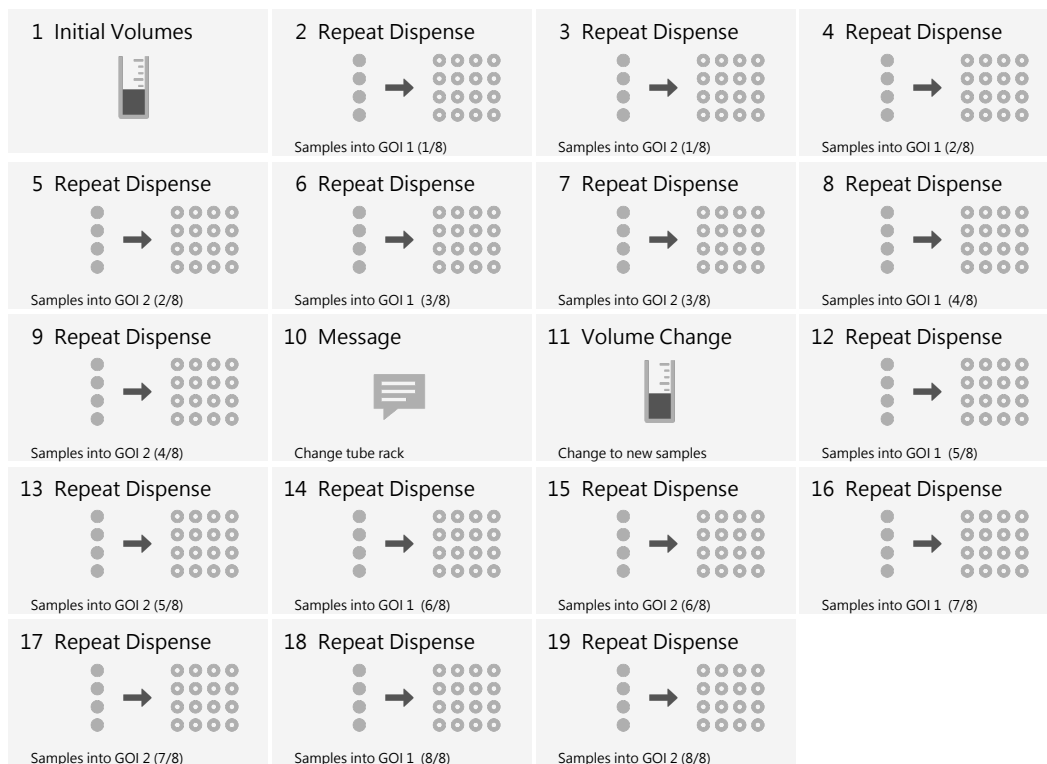 1 Initial Volumes
2 Repeat Dispense
Samples into GOI 1 (1/8)
3 Repeat Dispense
Samples into GOI 2 (1/8)
4 Repeat Dispense
Samples into GOI 1 (2/8)
5 Repeat Dispense
Samples into GOI 2 (2/8)
6 Repeat Dispense
Samples into GOI 1 (3/8)
7 Repeat Dispense
Samples into GOI 2 (3/8)
8 Repeat Dispense
Samples into GOI 1 (4/8)
9 Repeat Dispense
Samples into GOI 2 (4/8)
10 Message
Change tube rack
11 Volume Change
Change to new samples
12 Repeat Dispense
Samples into GOI 1 (5/8)
13 Repeat Dispense
Samples into GOI 2 (5/8)
14 Repeat Dispense
Samples into GOI 1 (6/8)
15 Repeat Dispense
Samples into GOI 2 (6/8)
16 Repeat Dispense
Samples into GOI 1 (7/8)
17 Repeat Dispense
Samples into GOI 2 (7/8)
18 Repeat Dispense
Samples into GOI 1 (8/8)
19 Repeat Dispense
Samples into GOI 2 (8/8)